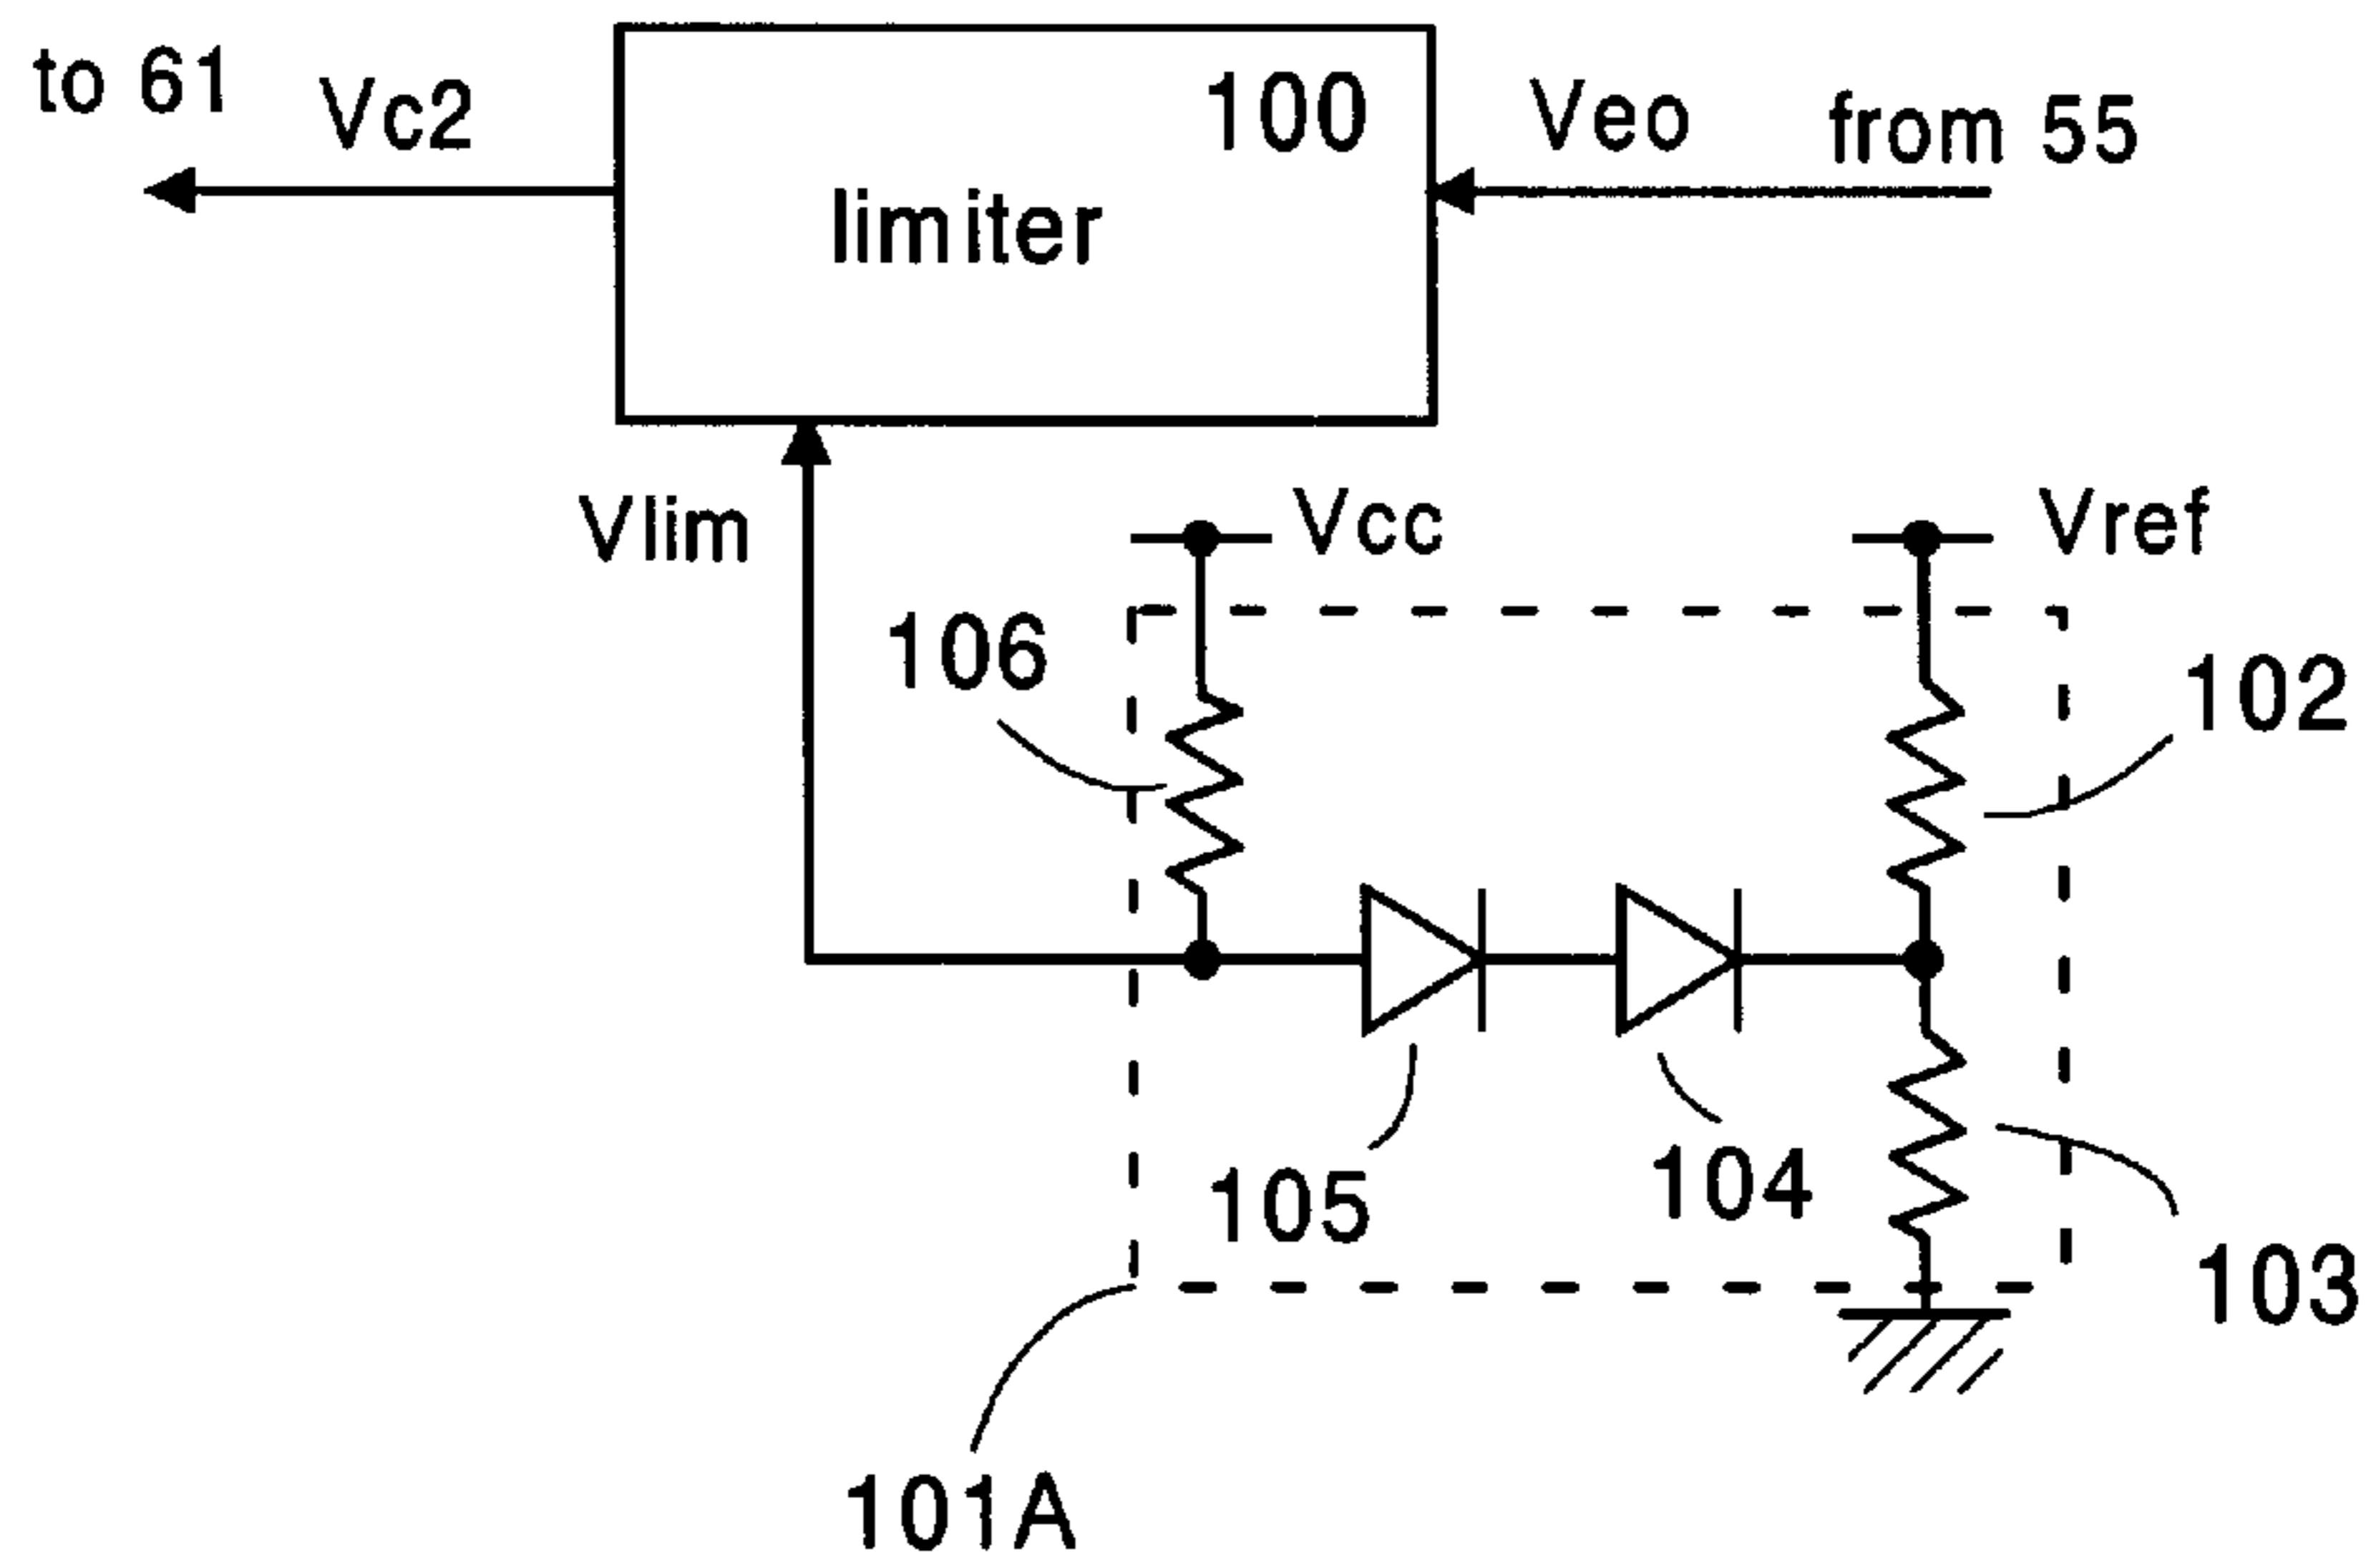 to 61
Vc2
100
limiter
Veo
from 55
Vlim
Vcc
Vref
106
102
105
104
103
101A